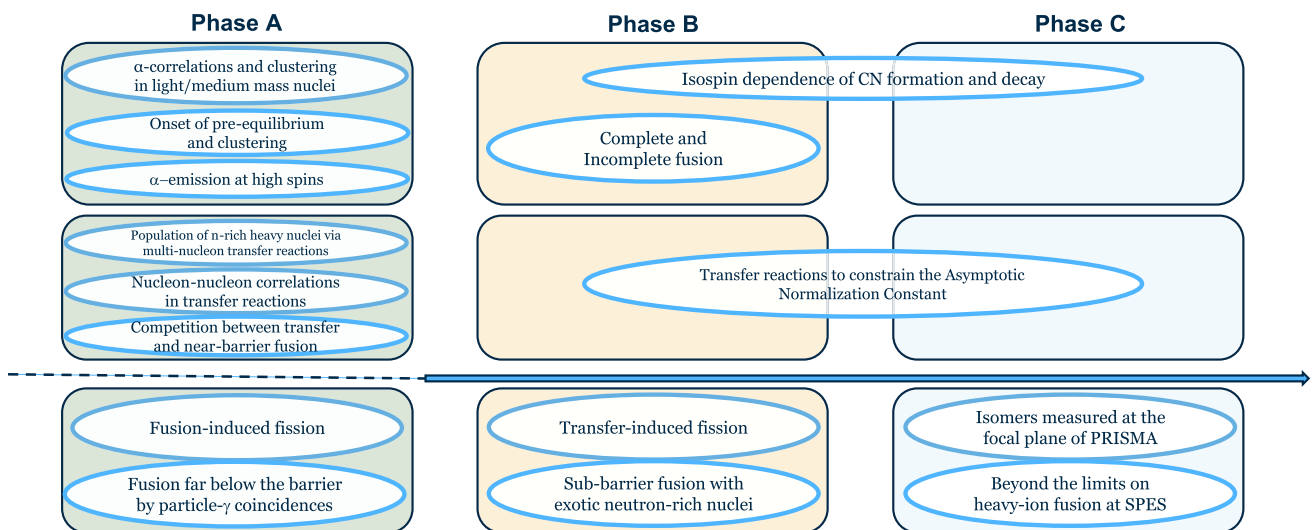 Phase A
Phase B
Phase C
α-correlations and clustering
in light/medium mass nuclei
Onset of pre-equilibrium
and clustering
α–emission at high spins
Isospin dependence of CN formation and decay
Complete and
Incomplete fusion
Population of n-rich heavy nuclei via
multi-nucleon transfer reactions
Nucleon-nucleon correlations
in transfer reactions
Competition between transfer
and near-barrier fusion
Transfer reactions to constrain the Asymptotic
Normalization Constant
Fusion-induced fission
Fusion far below the barrier
by particle-γ coincidences
Transfer-induced fission
Sub-barrier fusion with
exotic neutron-rich nuclei
Isomers measured at the
focal plane of PRISMA
Beyond the limits on
heavy-ion fusion at SPES